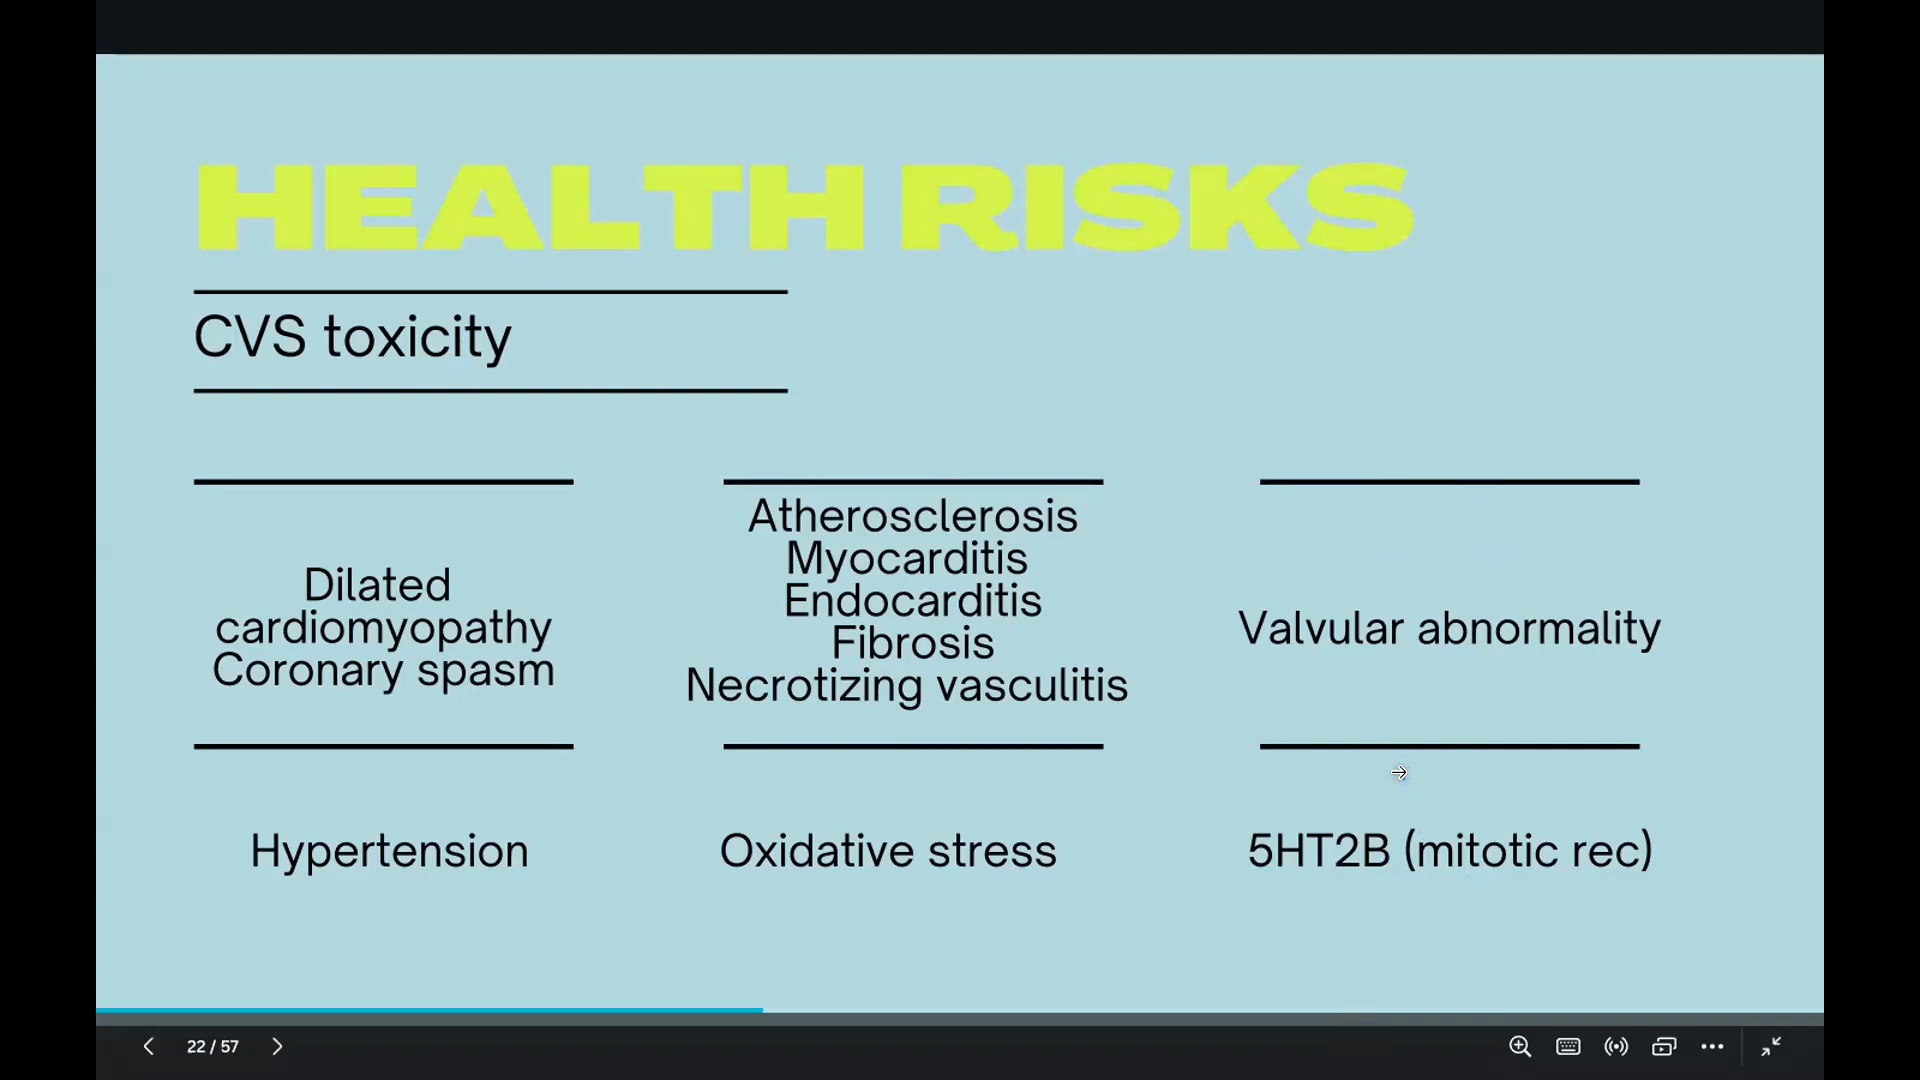 HEALTH RISKS
CVS toxicity
Dilated
cardiomyopathy
Coronary spasm
Atherosclerosis
Myocarditis
Endocarditis
Fibrosis
Necrotizing vasculitis
Valvular abnormality
Hypertension
Oxidative stress
5HT2B (mitotic rec)
22 / 57